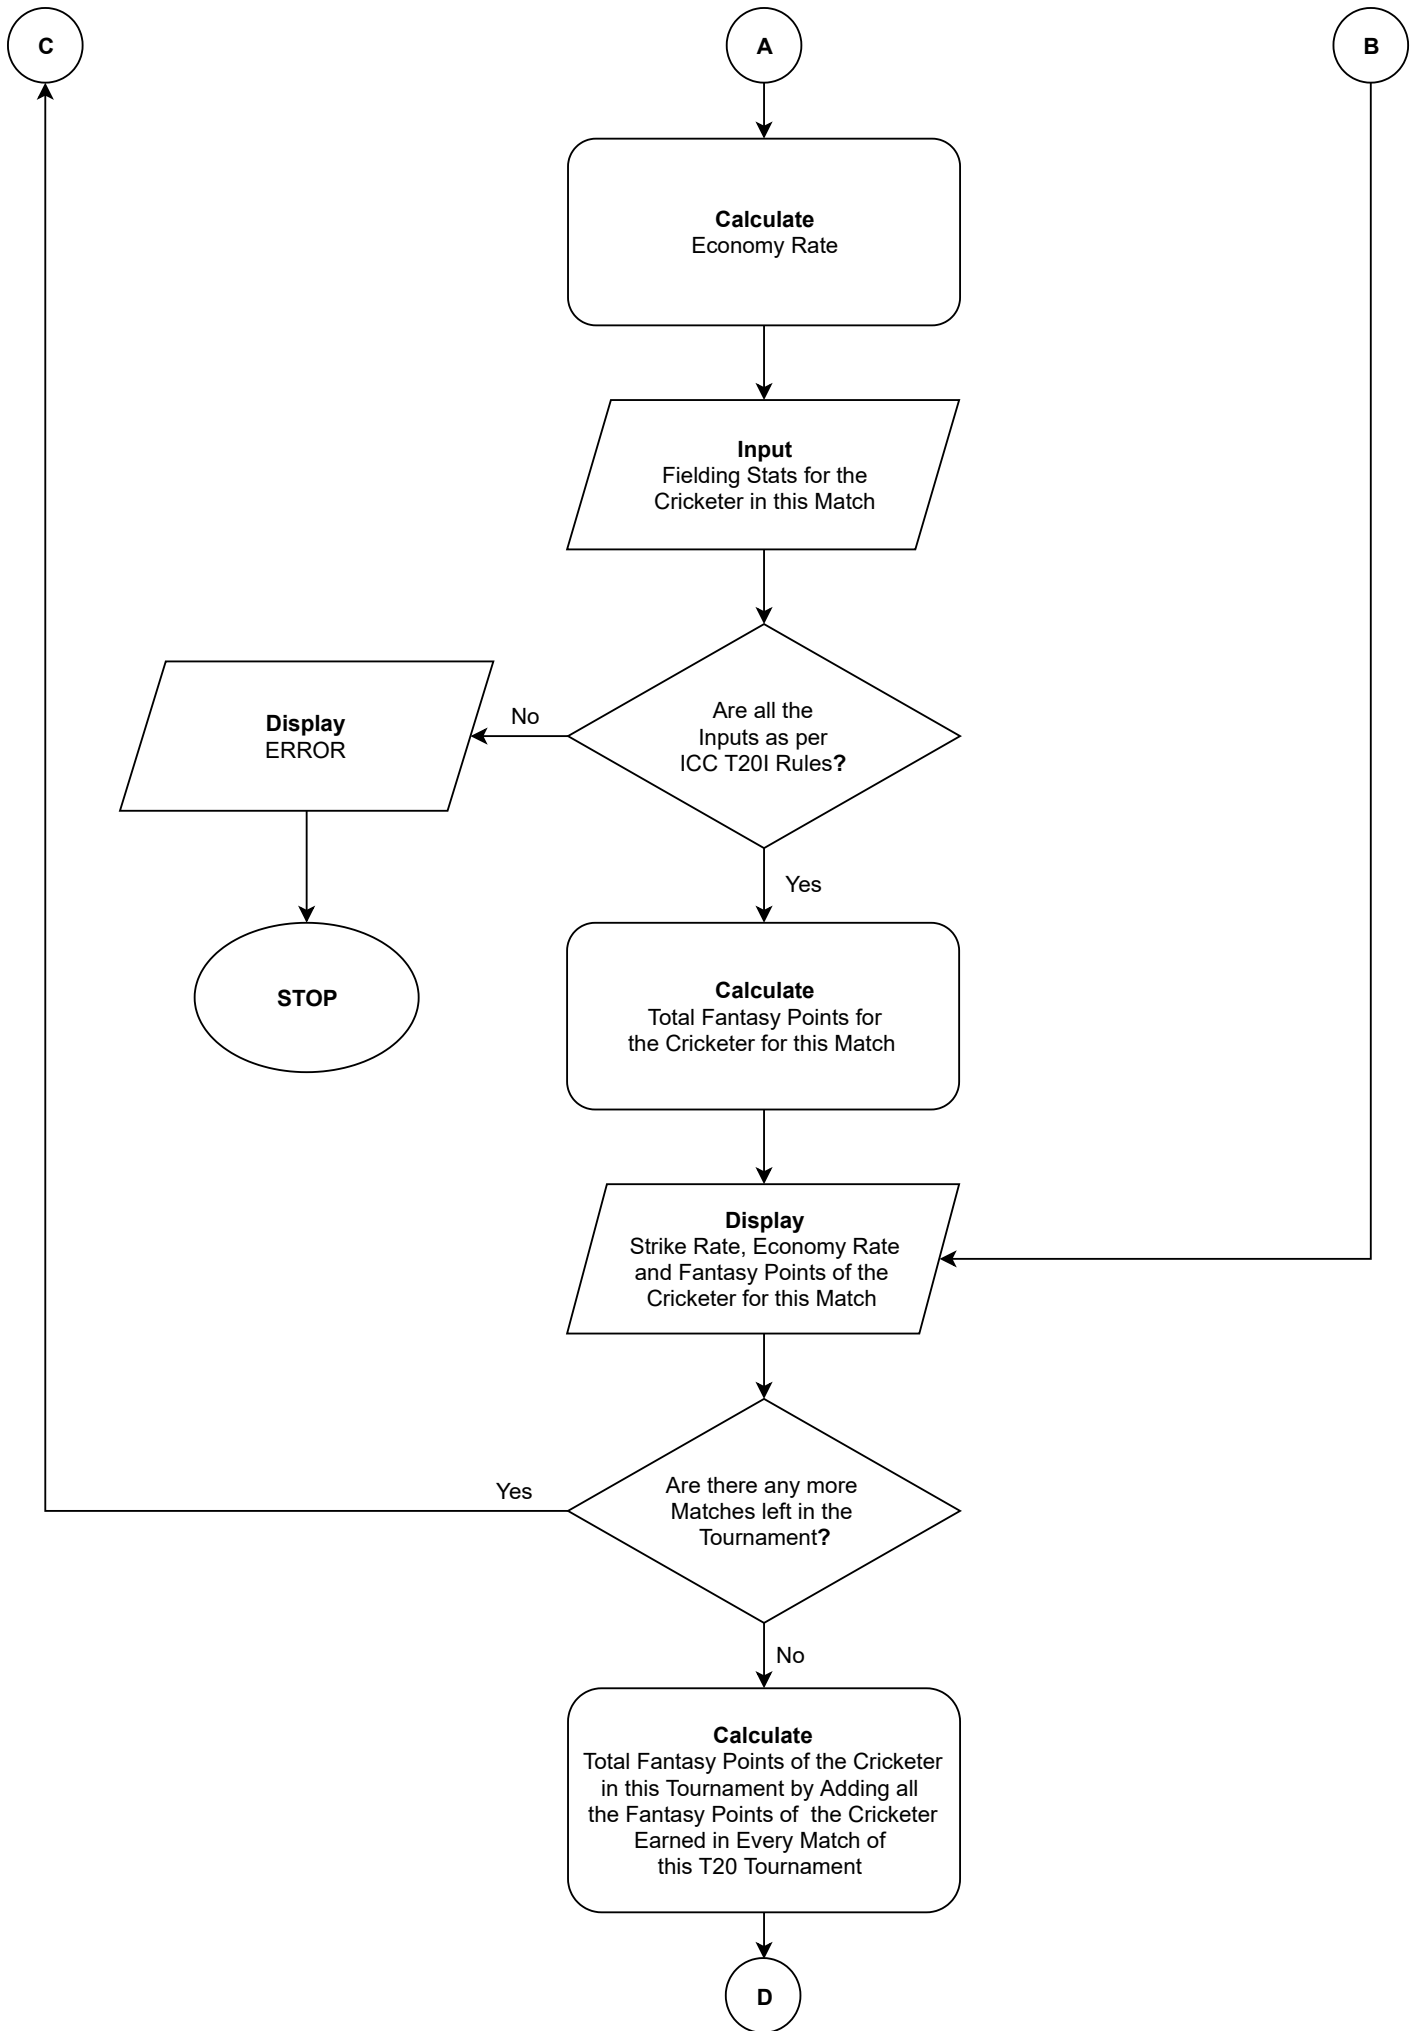 C
A
B
Calculate
Economy Rate
Input
Fielding Stats for the
Cricketer in this Match
Are all the
Inputs as per
ICC T20I Rules?
No
Display
ERROR
STOP
Yes
Calculate
Total Fantasy Points for
the Cricketer for this Match
Display
Strike Rate, Economy Rate
and Fantasy Points of the
Cricketer for this Match
Are there any more
Matches left in the
Tournament?
Yes
No
Calculate
Total Fantasy Points of the Cricketer
in this Tournament by Adding all
the Fantasy Points of  the Cricketer
Earned in Every Match of
this T20 Tournament
D